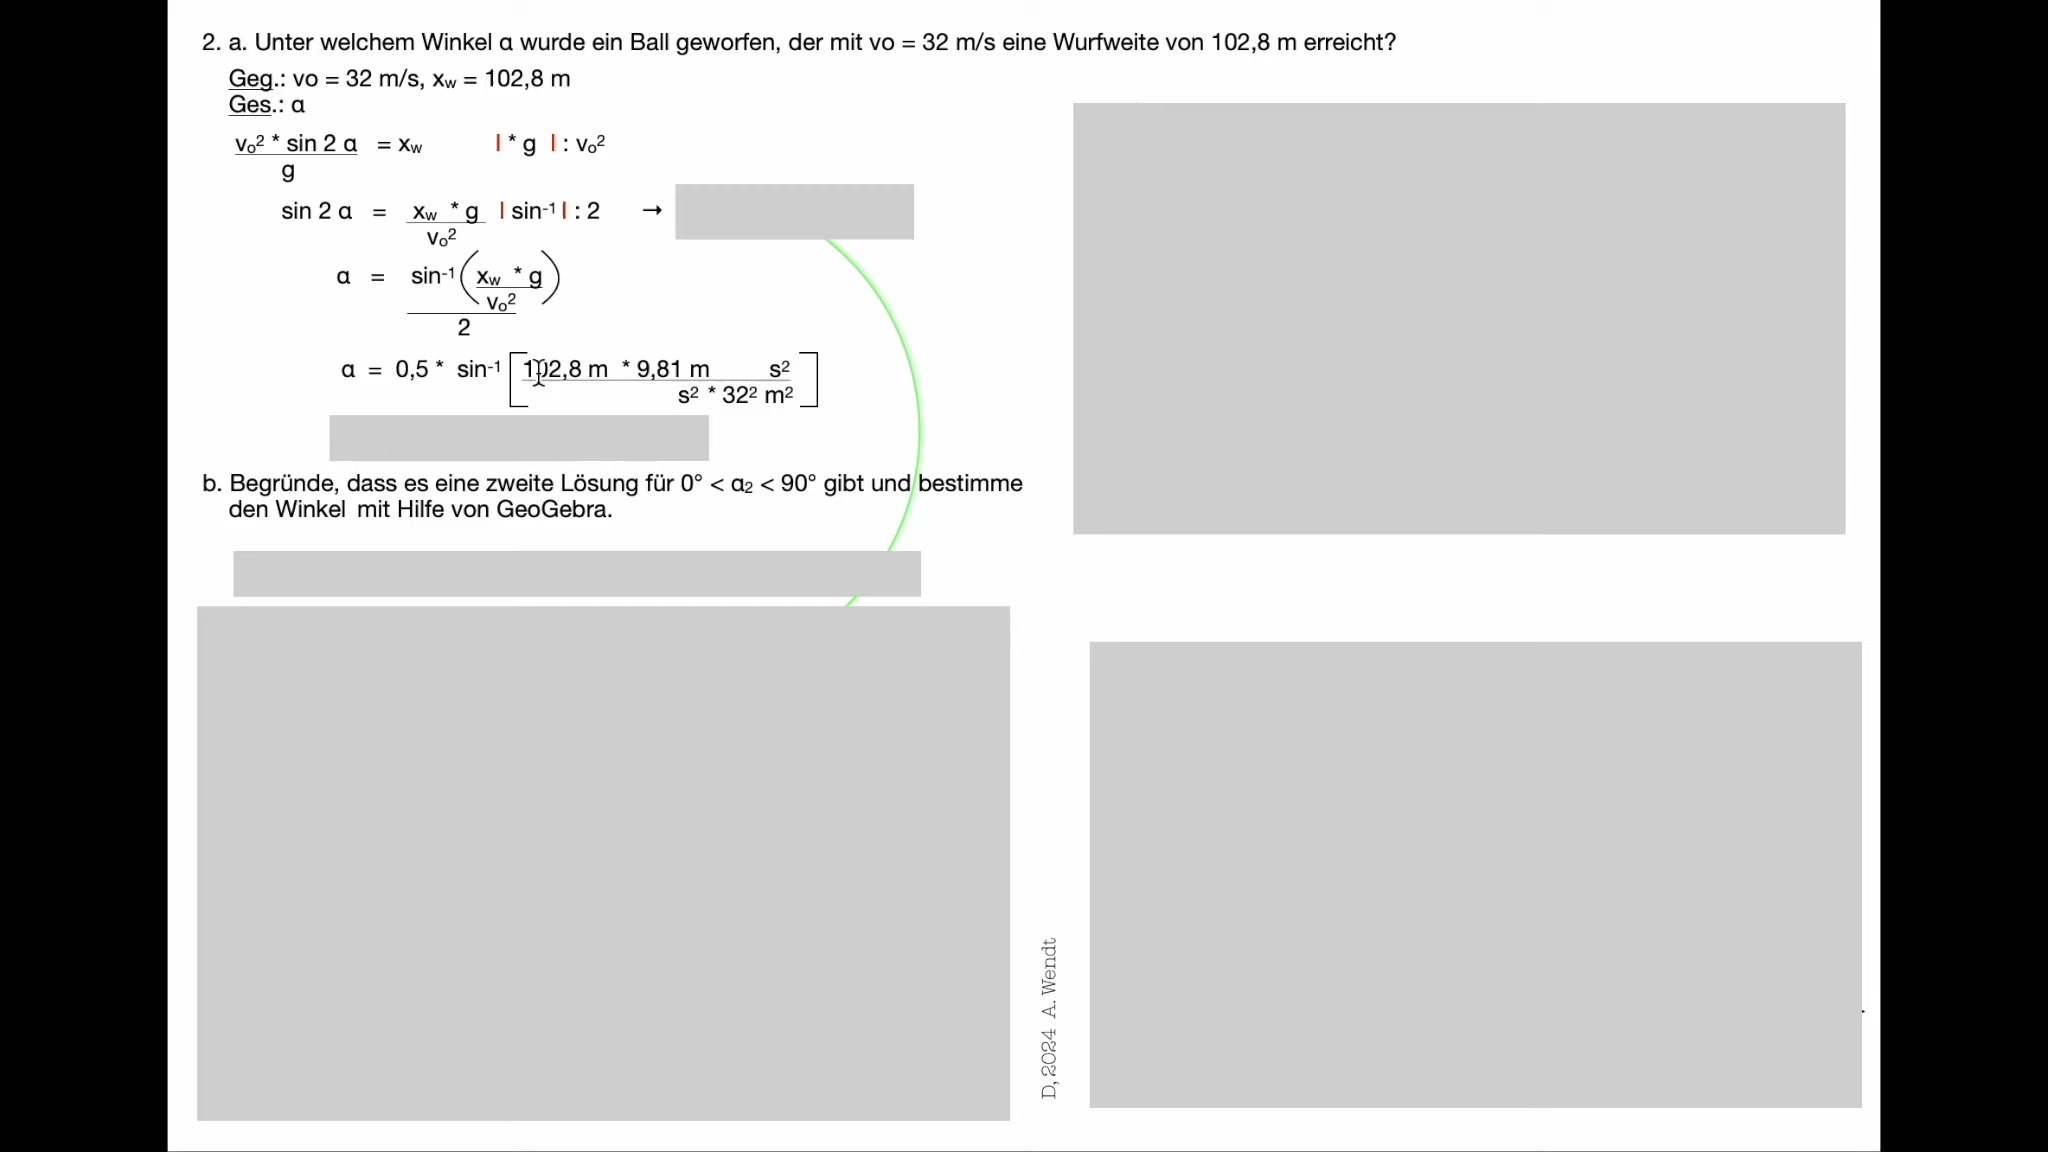 2. a. Unter welchem Winkel α wurde ein Ball geworfen, der mit vo = 32 m/s eine Wurfweite von 102,8 m erreicht?
Geg.: vo = 32 m/s, xw = 102,8 m
Ges.: α
vo² * sin 2 α = xw | * g | : vo²
g
sin 2 α = xw * g | sin-1 | : 2 →
vo²
α = sin-1 ( xw * g )
vo²
2
α = 0,5 * sin-1 [ 102,8 m * 9,81 m s² ]
s² * 32² m²
b. Begründe, dass es eine zweite Lösung für 0° < α2 < 90° gibt und bestimme
den Winkel mit Hilfe von GeoGebra.
D, 2024 A. Wendt